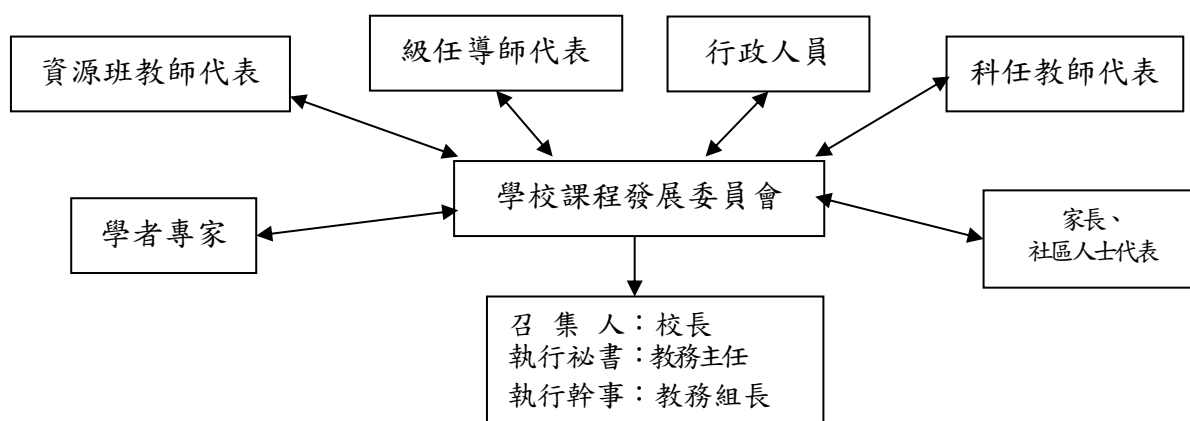 資源班教師代表
級任導師代表
行政人員
科任教師代表
學校課程發展委員會
學者專家
家長、
社區人士代表
召 集 人：校長
執行祕書：教務主任
執行幹事：教務組長